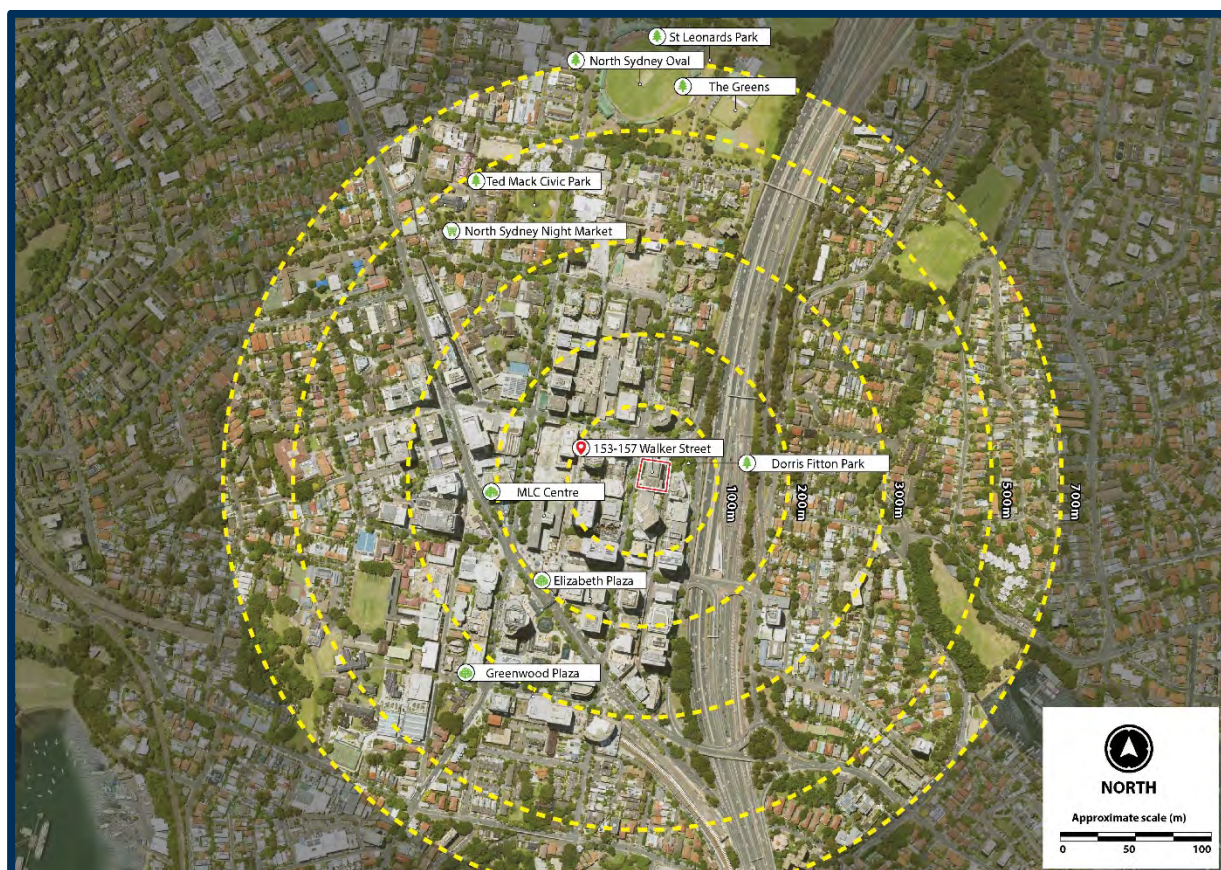 St Leonards Park
North Sydney Oval
The Greens
Ted Mack Civic Park
North Sydney Night Market
153-157 Walker Street
Dorris Fitton Park
MLC Centre
100m
200m
300m
500m
700m
Elizabeth Plaza
Greenwood Plaza
NORTH
Approximate scale (m)
0 50 100